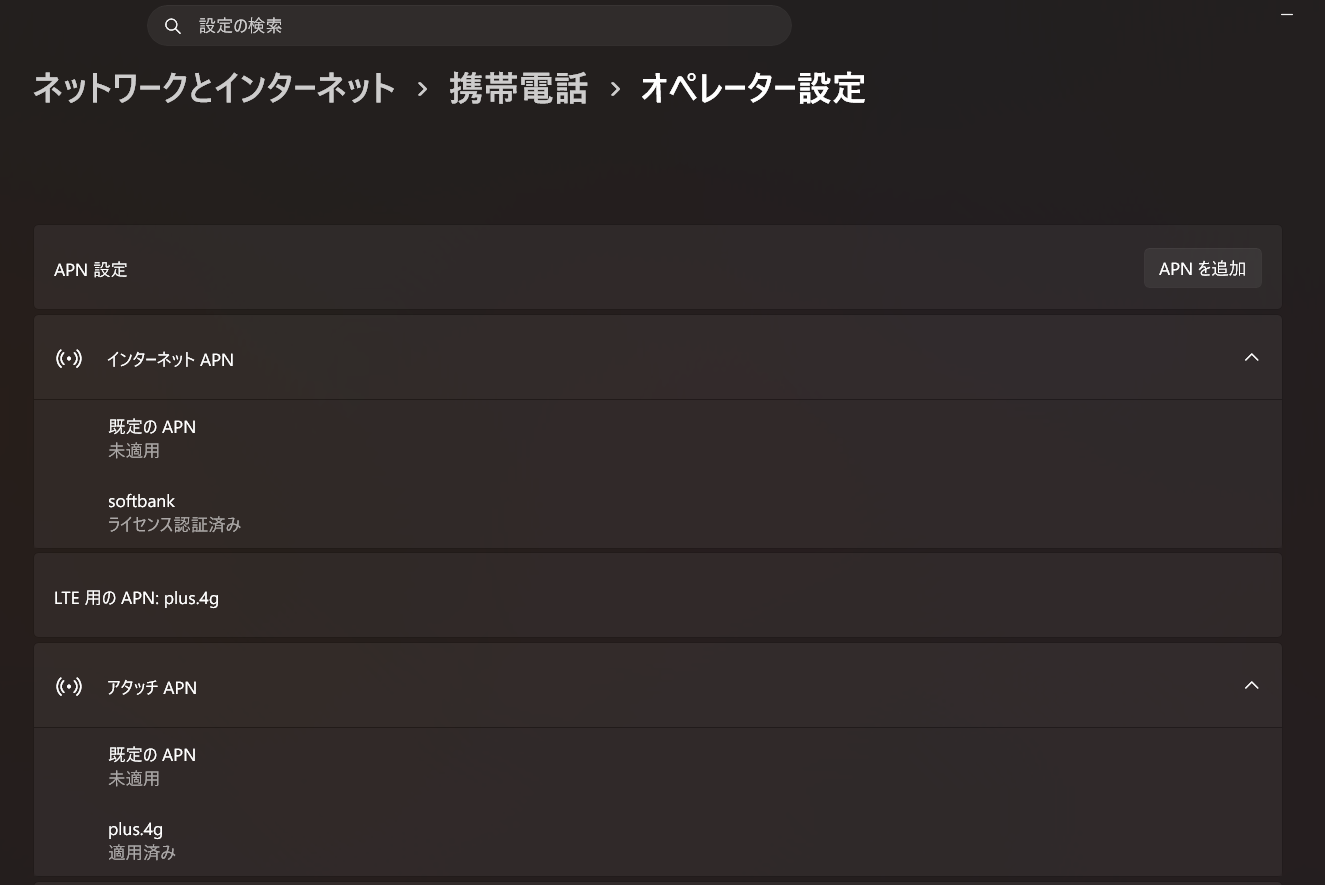 設定の検索
ネットワークとインターネット › 携帯電話 › オペレーター設定
APN 設定
APN を追加
インターネット APN
既定の APN
未適用
softbank
ライセンス認証済み
LTE 用の APN: plus.4g
アタッチ APN
既定の APN
未適用
plus.4g
適用済み